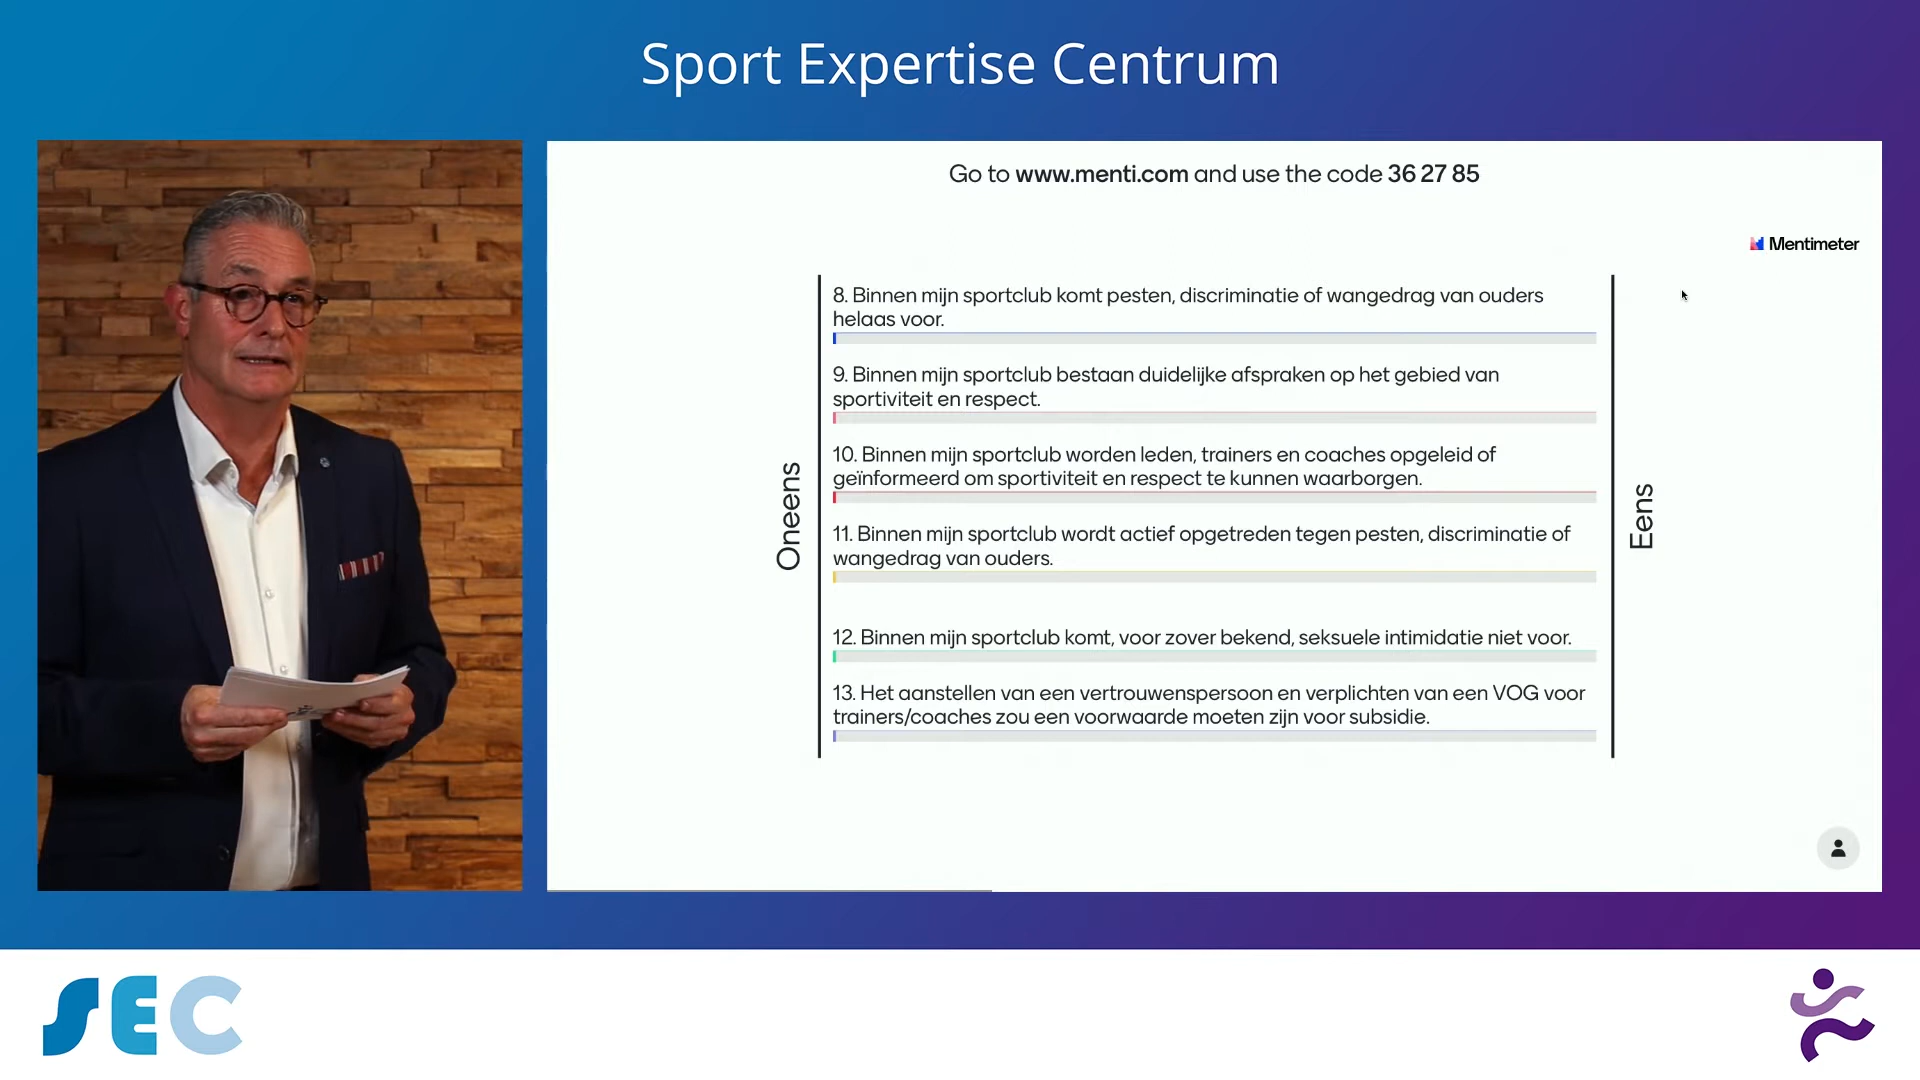 Sport Expertise Centrum
Go to www.menti.com and use the code 36 27 85
Mentimeter
8. Binnen mijn sportclub komt pesten, discriminatie of wangedrag van ouders
helaas voor.
9. Binnen mijn sportclub bestaan duidelijke afspraken op het gebied van
sportiviteit en respect.
10. Binnen mijn sportclub worden leden, trainers en coaches opgeleid of
geïnformeerd om sportiviteit en respect te kunnen waarborgen.
11. Binnen mijn sportclub wordt actief opgetreden tegen pesten, discriminatie of
wangedrag van ouders.
12. Binnen mijn sportclub komt, voor zover bekend, seksuele intimidatie niet voor.
13. Het aanstellen van een vertrouwenspersoon en verplichten van een VOG voor
trainers/coaches zou een voorwaarde moeten zijn voor subsidie.
Oneens
Eens
SEC